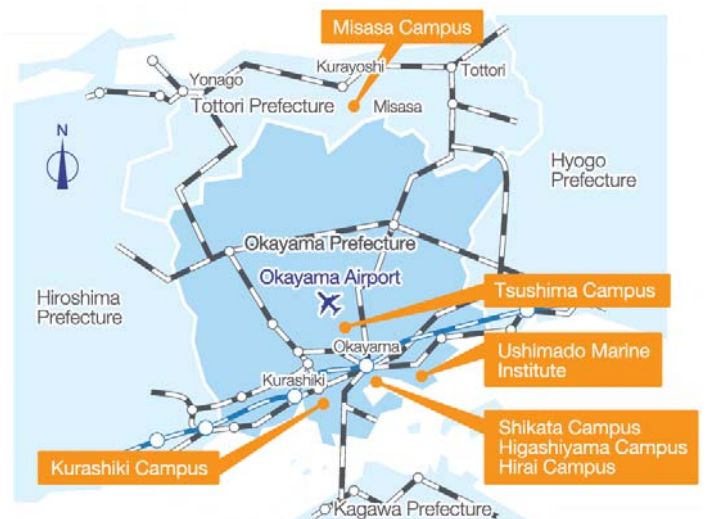 Misasa Campus
Kurayoshi
Tottori
Yonago
Tottori Prefecture
Misasa
N
Hyogo
Prefecture
Okayama Prefecture
Okayama Airport
Tsushima Campus
Hiroshima
Prefecture
Okayama
Ushimado Marine
Institute
Kurashiki
Shikata Campus
Higashiyama Campus
Hirai Campus
Kurashiki Campus
Kagawa Prefecture